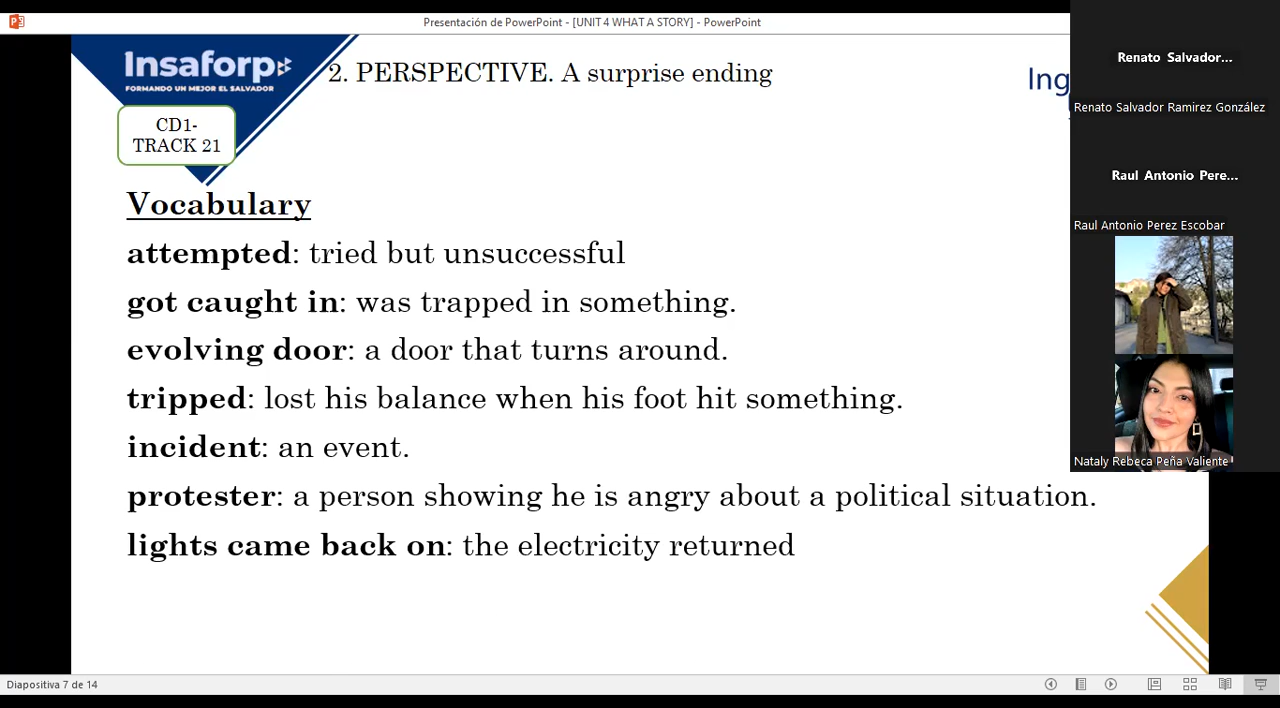 Presentación de PowerPoint - [UNIT 4 WHAT A STORY] - PowerPoint
Insaforp
FORMANDO UN MEJOR EL SALVADOR
2. PERSPECTIVE. A surprise ending
Ing
CD1-
TRACK 21
Vocabulary
attempted: tried but unsuccessful
got caught in: was trapped in something.
evolving door: a door that turns around.
tripped: lost his balance when his foot hit something.
incident: an event.
protester: a person showing he is angry about a political situation.
lights came back on: the electricity returned
Renato Salvador...
Renato Salvador Ramirez González
Raul Antonio Pere...
Raul Antonio Perez Escobar
Nataly Rebeca Peña Valiente
Diapositiva 7 de 14